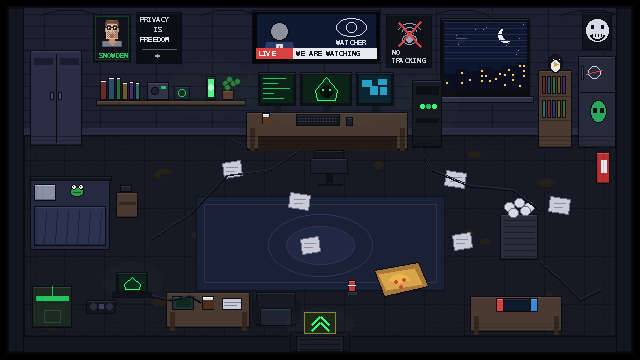 SNOWDEN
PRIVACY
IS
FREEDOM
WATCHER
LIVE
WE ARE WATCHING
NO
TRACKING